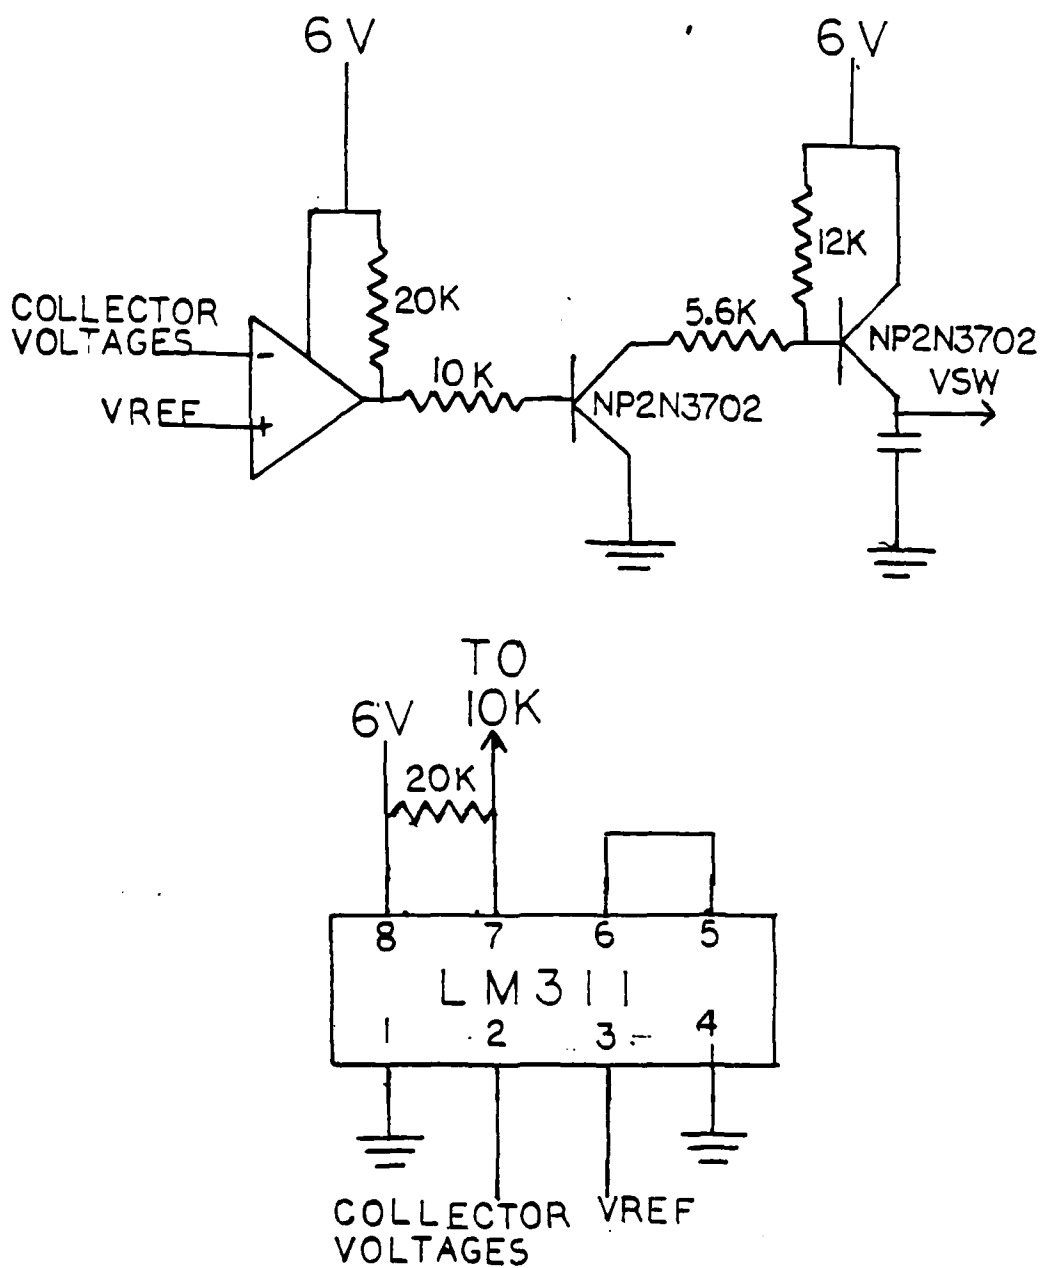 6V
6V
12K
20K
COLLECTOR
VOLTAGES
-
5.6K
NP2N3702
VSW
10K
NP2N3702
VREF
+
TO
10K
6V
20K
8 7 6 5
LM311
1 2 3 4
COLLECTOR
VOLTAGES
VREF